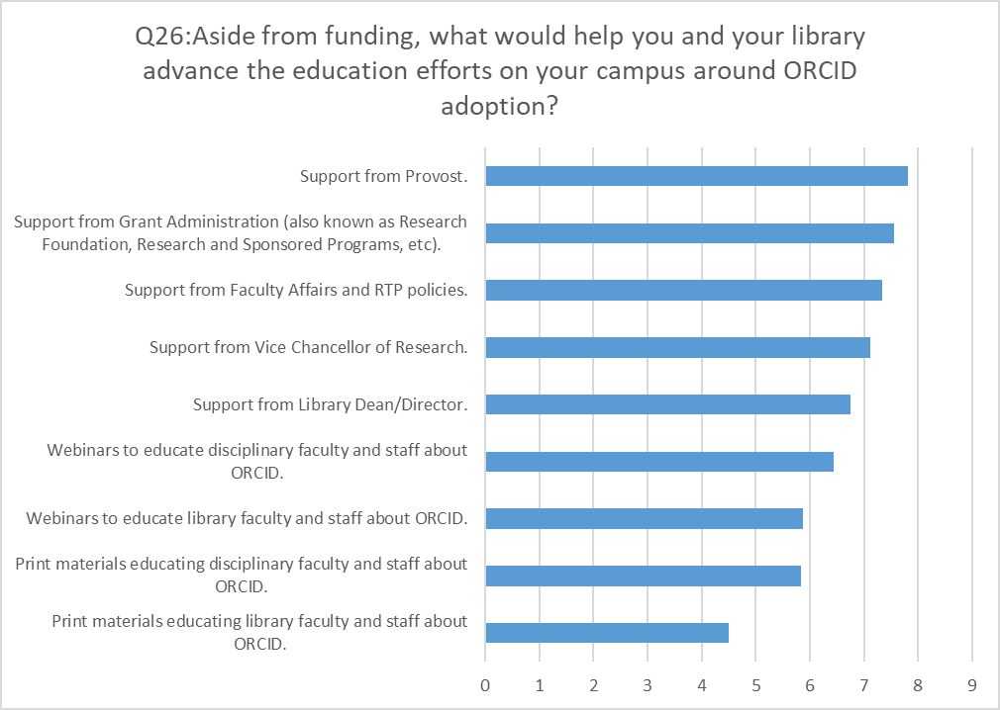 Q26:Aside from funding, what would help you and your library
advance the education efforts on your campus around ORCID
adoption?
Support from Provost.
Support from Grant Administration (also known as Research
Foundation, Research and Sponsored Programs, etc).
Support from Faculty Affairs and RTP policies.
Support from Vice Chancellor of Research.
Support from Library Dean/Director.
Webinars to educate disciplinary faculty and staff about
ORCID.
Webinars to educate library faculty and staff about ORCID.
Print materials educating disciplinary faculty and staff about
ORCID.
Print materials educating library faculty and staff about
ORCID.
0 1 2 3 4 5 6 7 8 9